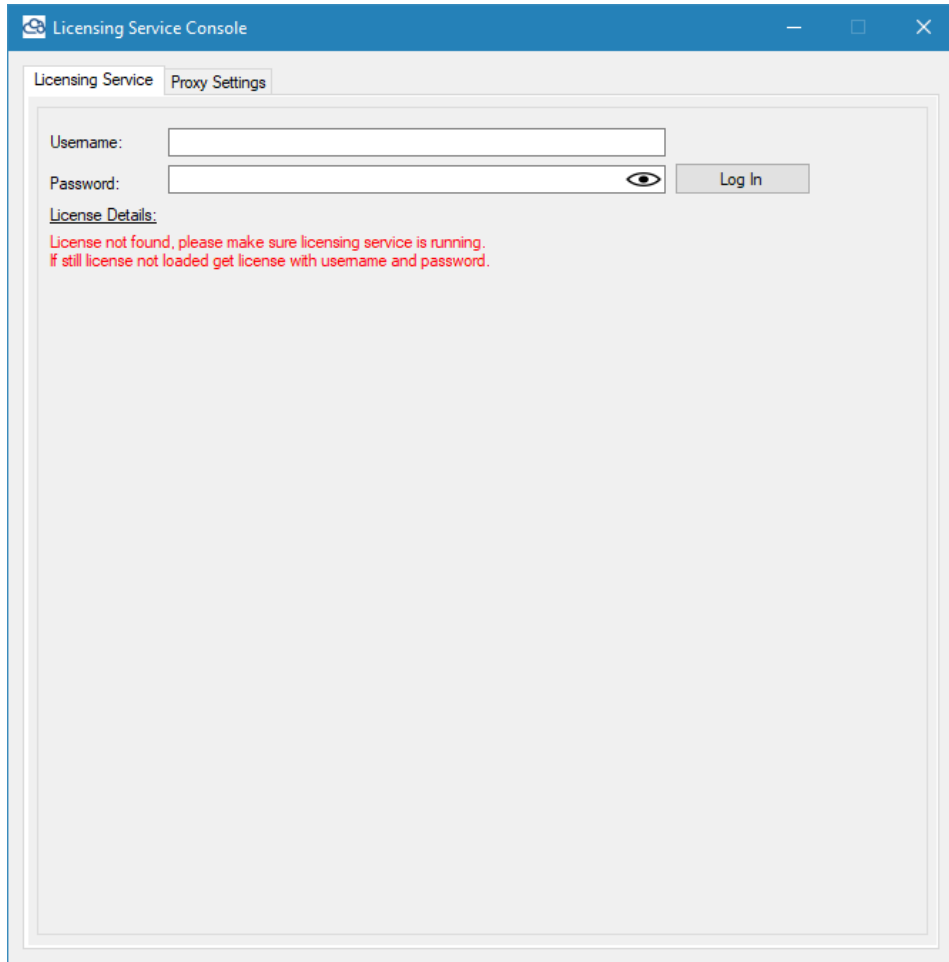 Licensing Service Console
Licensing Service Proxy Settings
Username:
Password: Log In
License Details:
License not found, please make sure licensing service is running.
If still license not loaded get license with username and password.